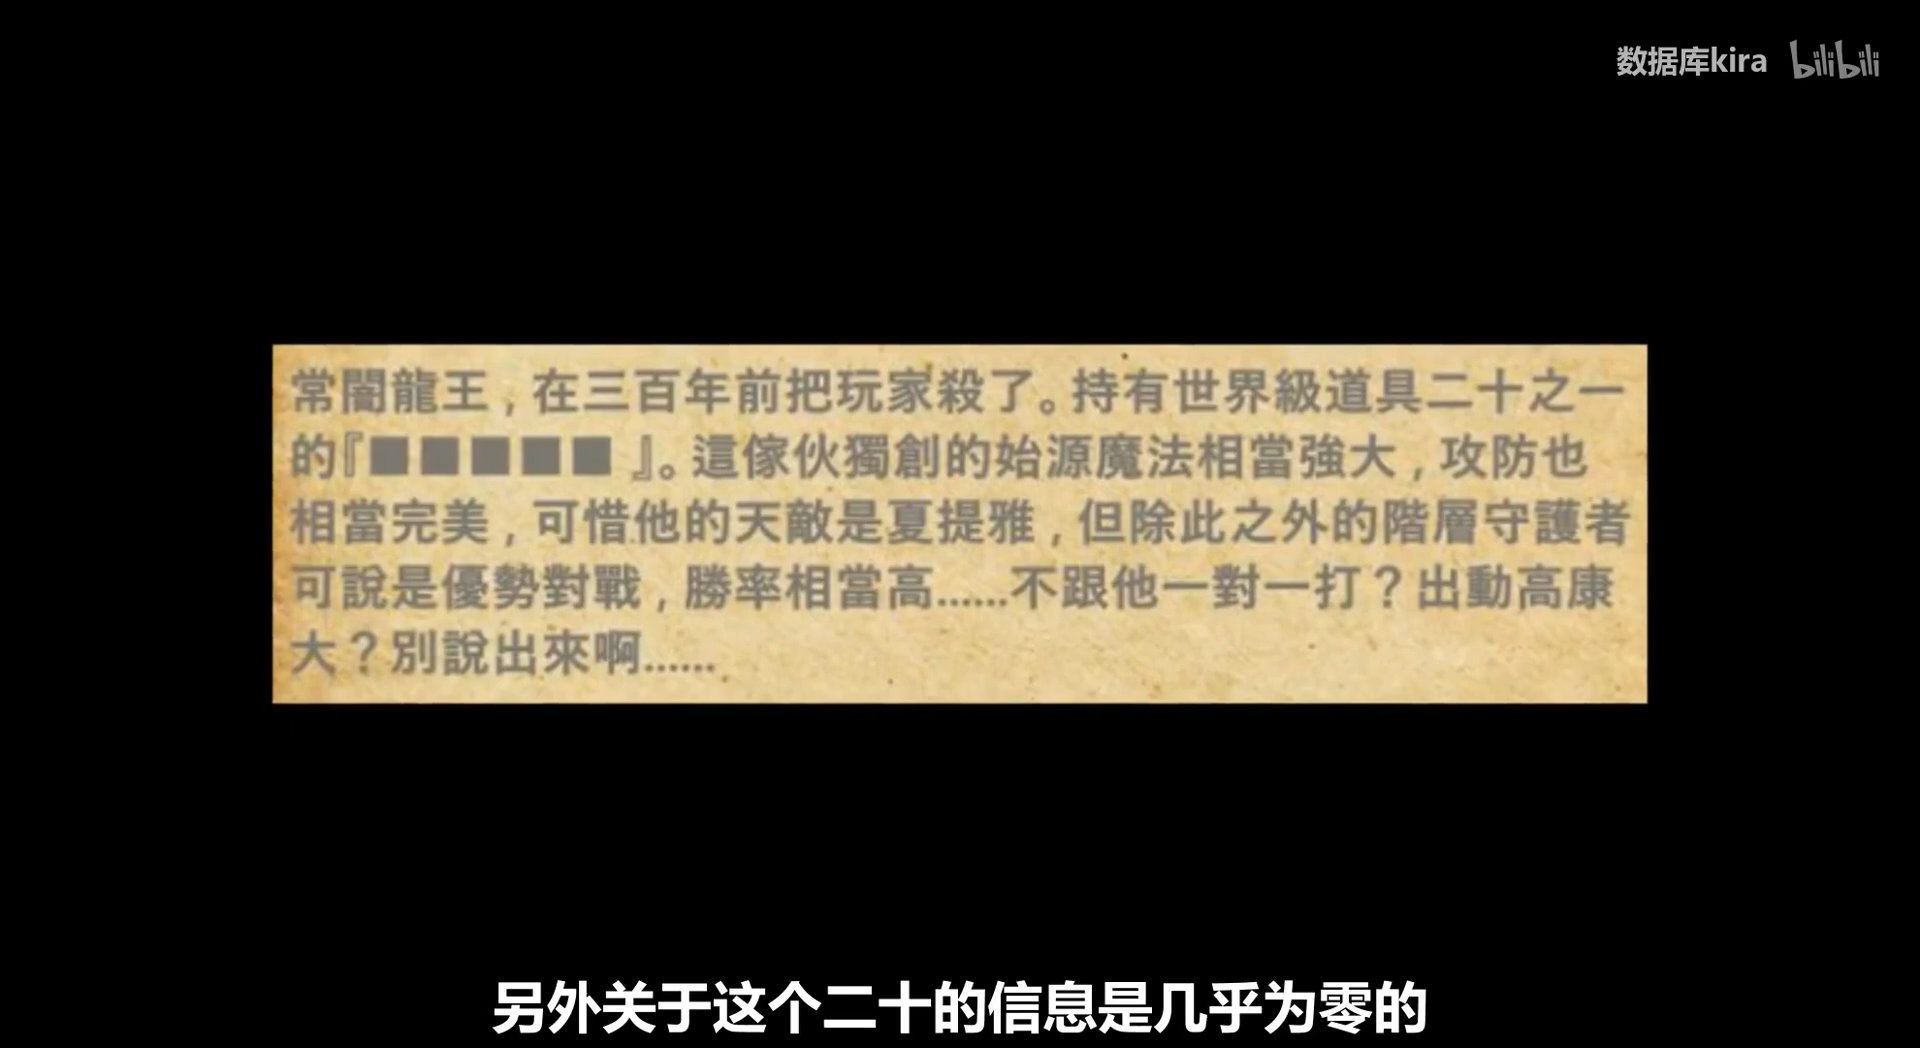 数据库kira bilibili
常闇龍王，在三百年前把玩家殺了。持有世界級道具二十之一
的『■■■■■』。這傢伙獨創的始源魔法相當強大，攻防也
相當完美，可惜他的天敵是夏提雅，但除此之外的階層守護者
可說是優勢對戰，勝率相當高……不跟他一對一打？出動高康
大？別說出來啊……
另外关于这个二十的信息是几乎为零的